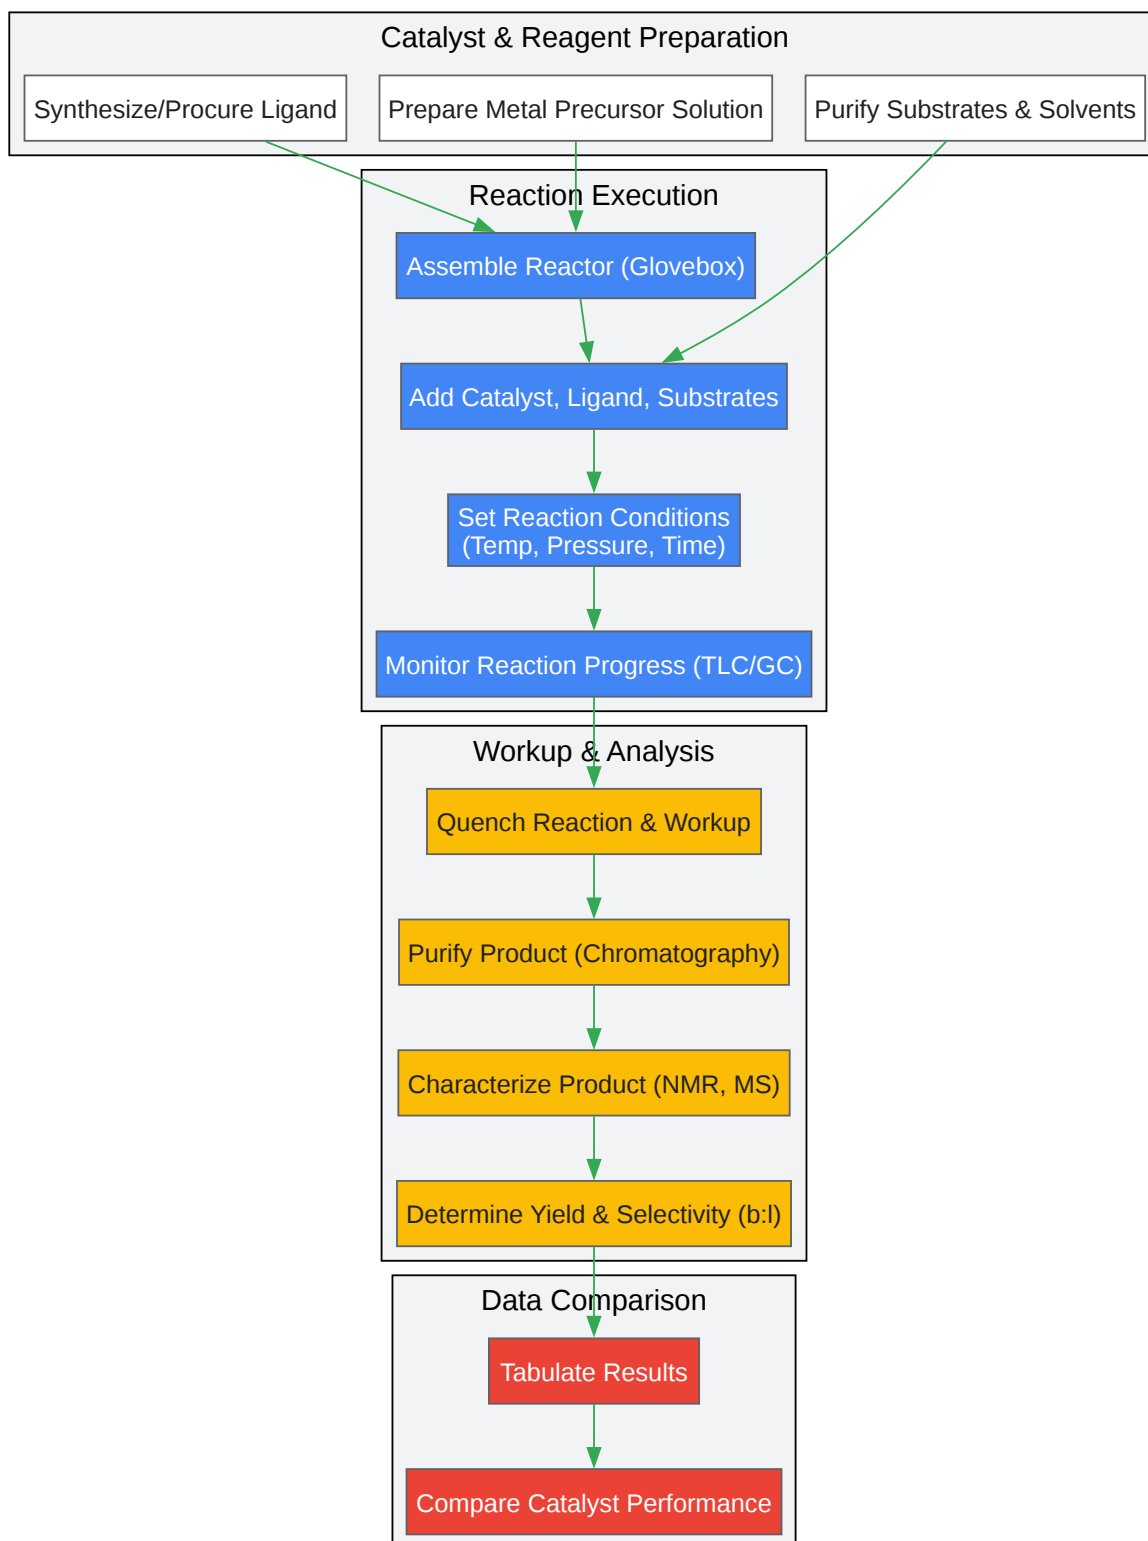 Catalyst & Reagent Preparation
Synthesize/Procure Ligand
Prepare Metal Precursor Solution
Purify Substrates & Solvents
Reaction Execution
Assemble Reactor (Glovebox)
Add Catalyst, Ligand, Substrates
Set Reaction Conditions
(Temp, Pressure, Time)
Monitor Reaction Progress (TLC/GC)
Workup & Analysis
Quench Reaction & Workup
Purify Product (Chromatography)
Characterize Product (NMR, MS)
Determine Yield & Selectivity (b:l)
Data Comparison
Tabulate Results
Compare Catalyst Performance